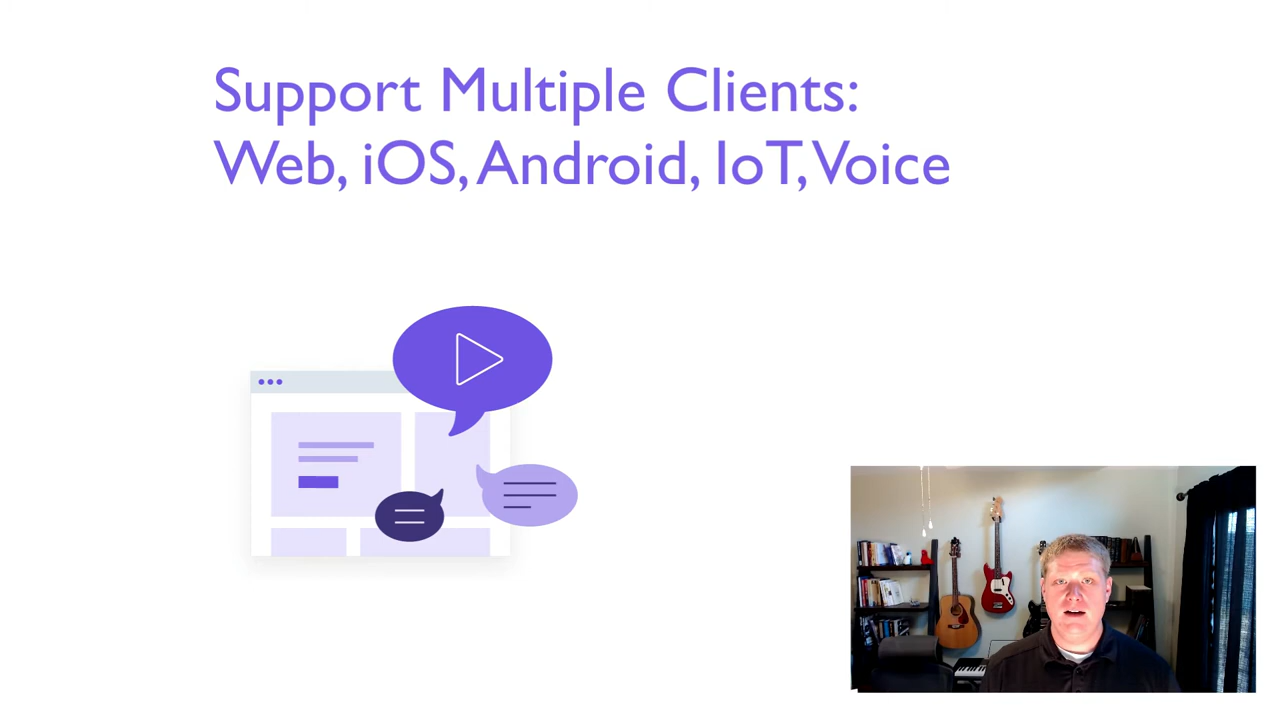 Support Multiple Clients:
Web, iOS, Android, IoT, Voice